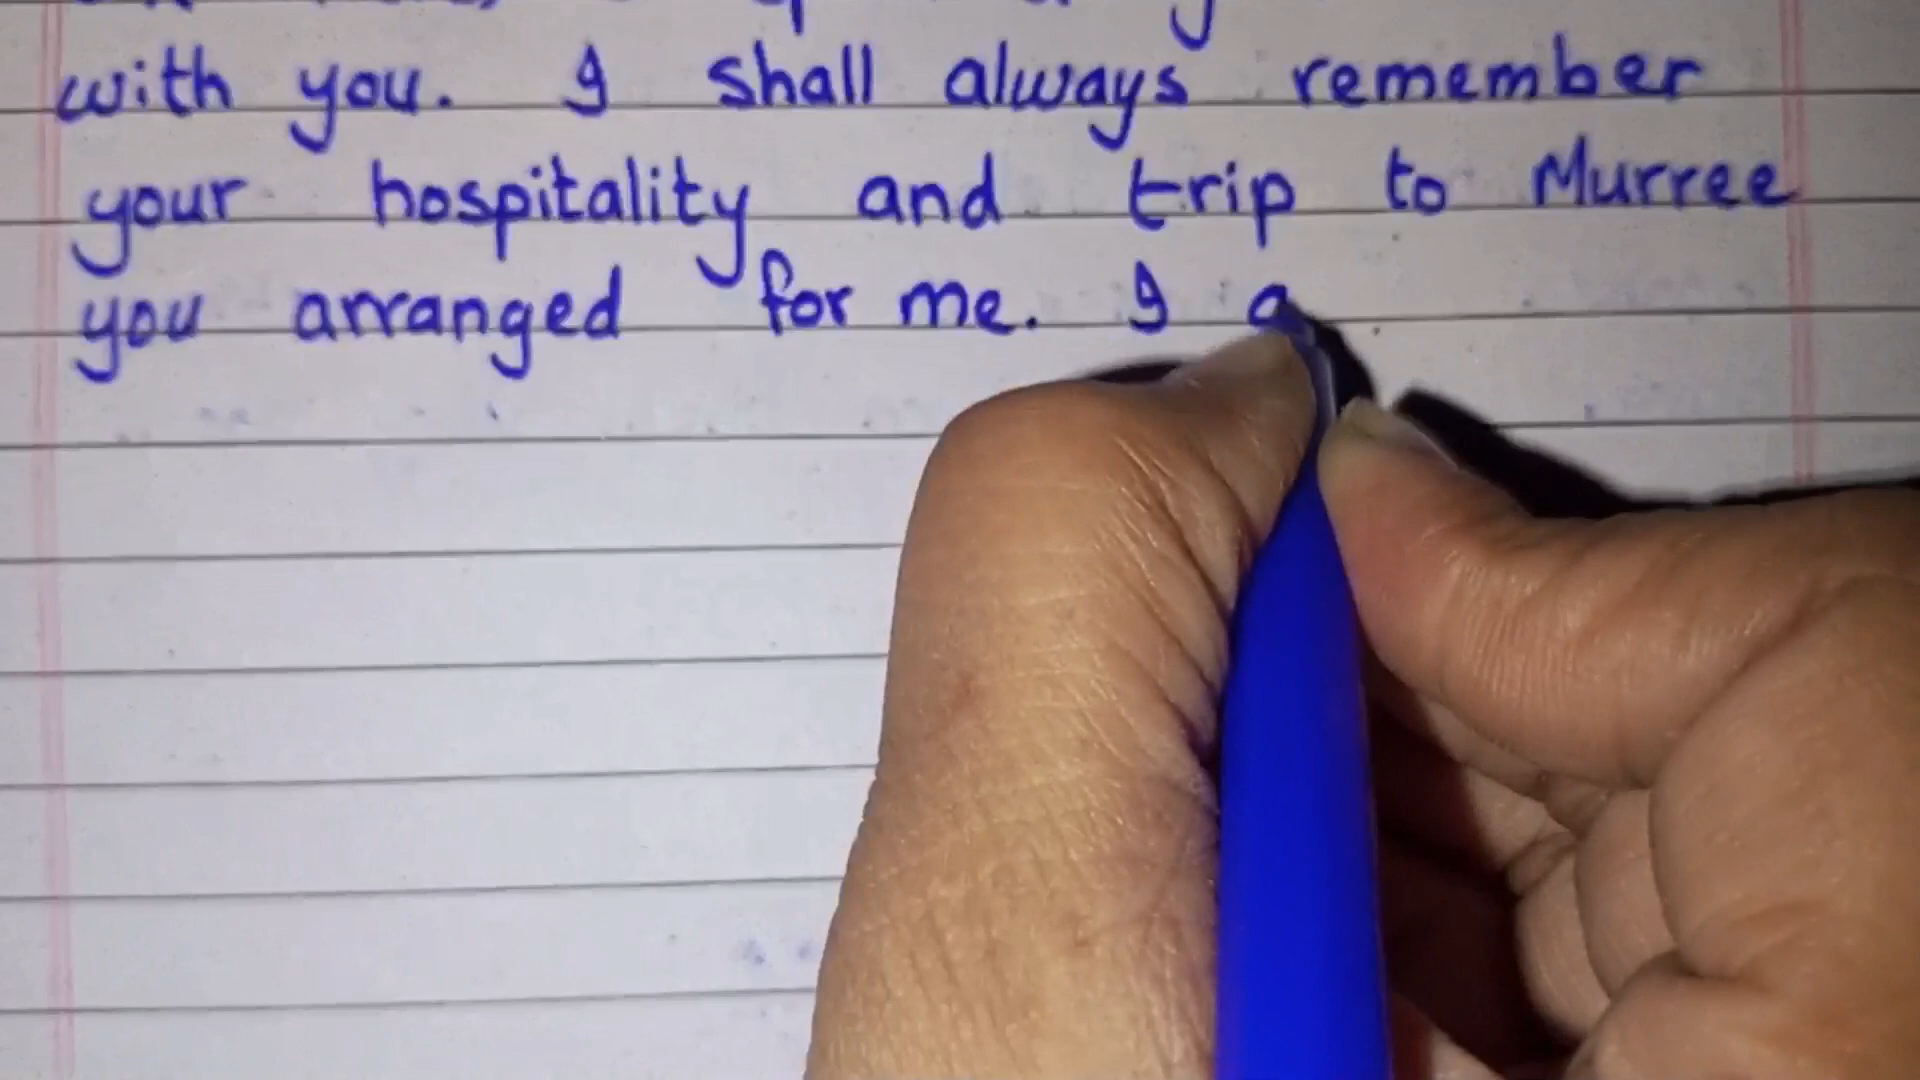 with you. I shall always remember
your hospitality and trip to Murree
you arranged for me. I a